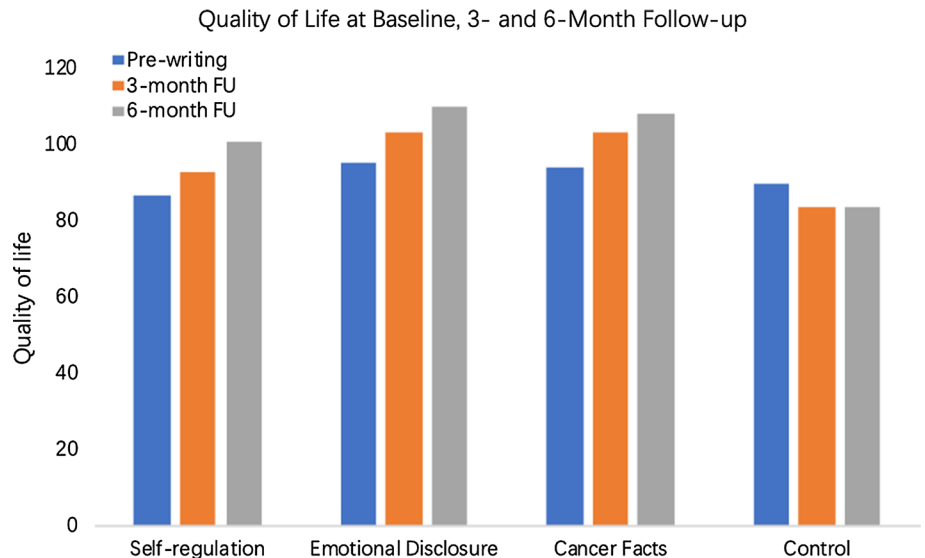 Quality of Life at Baseline, 3- and 6-Month Follow-up
Pre-writing
3-month FU
6-month FU
Quality of life
120
100
80
60
40
20
0
Self-regulation
Emotional Disclosure
Cancer Facts
Control